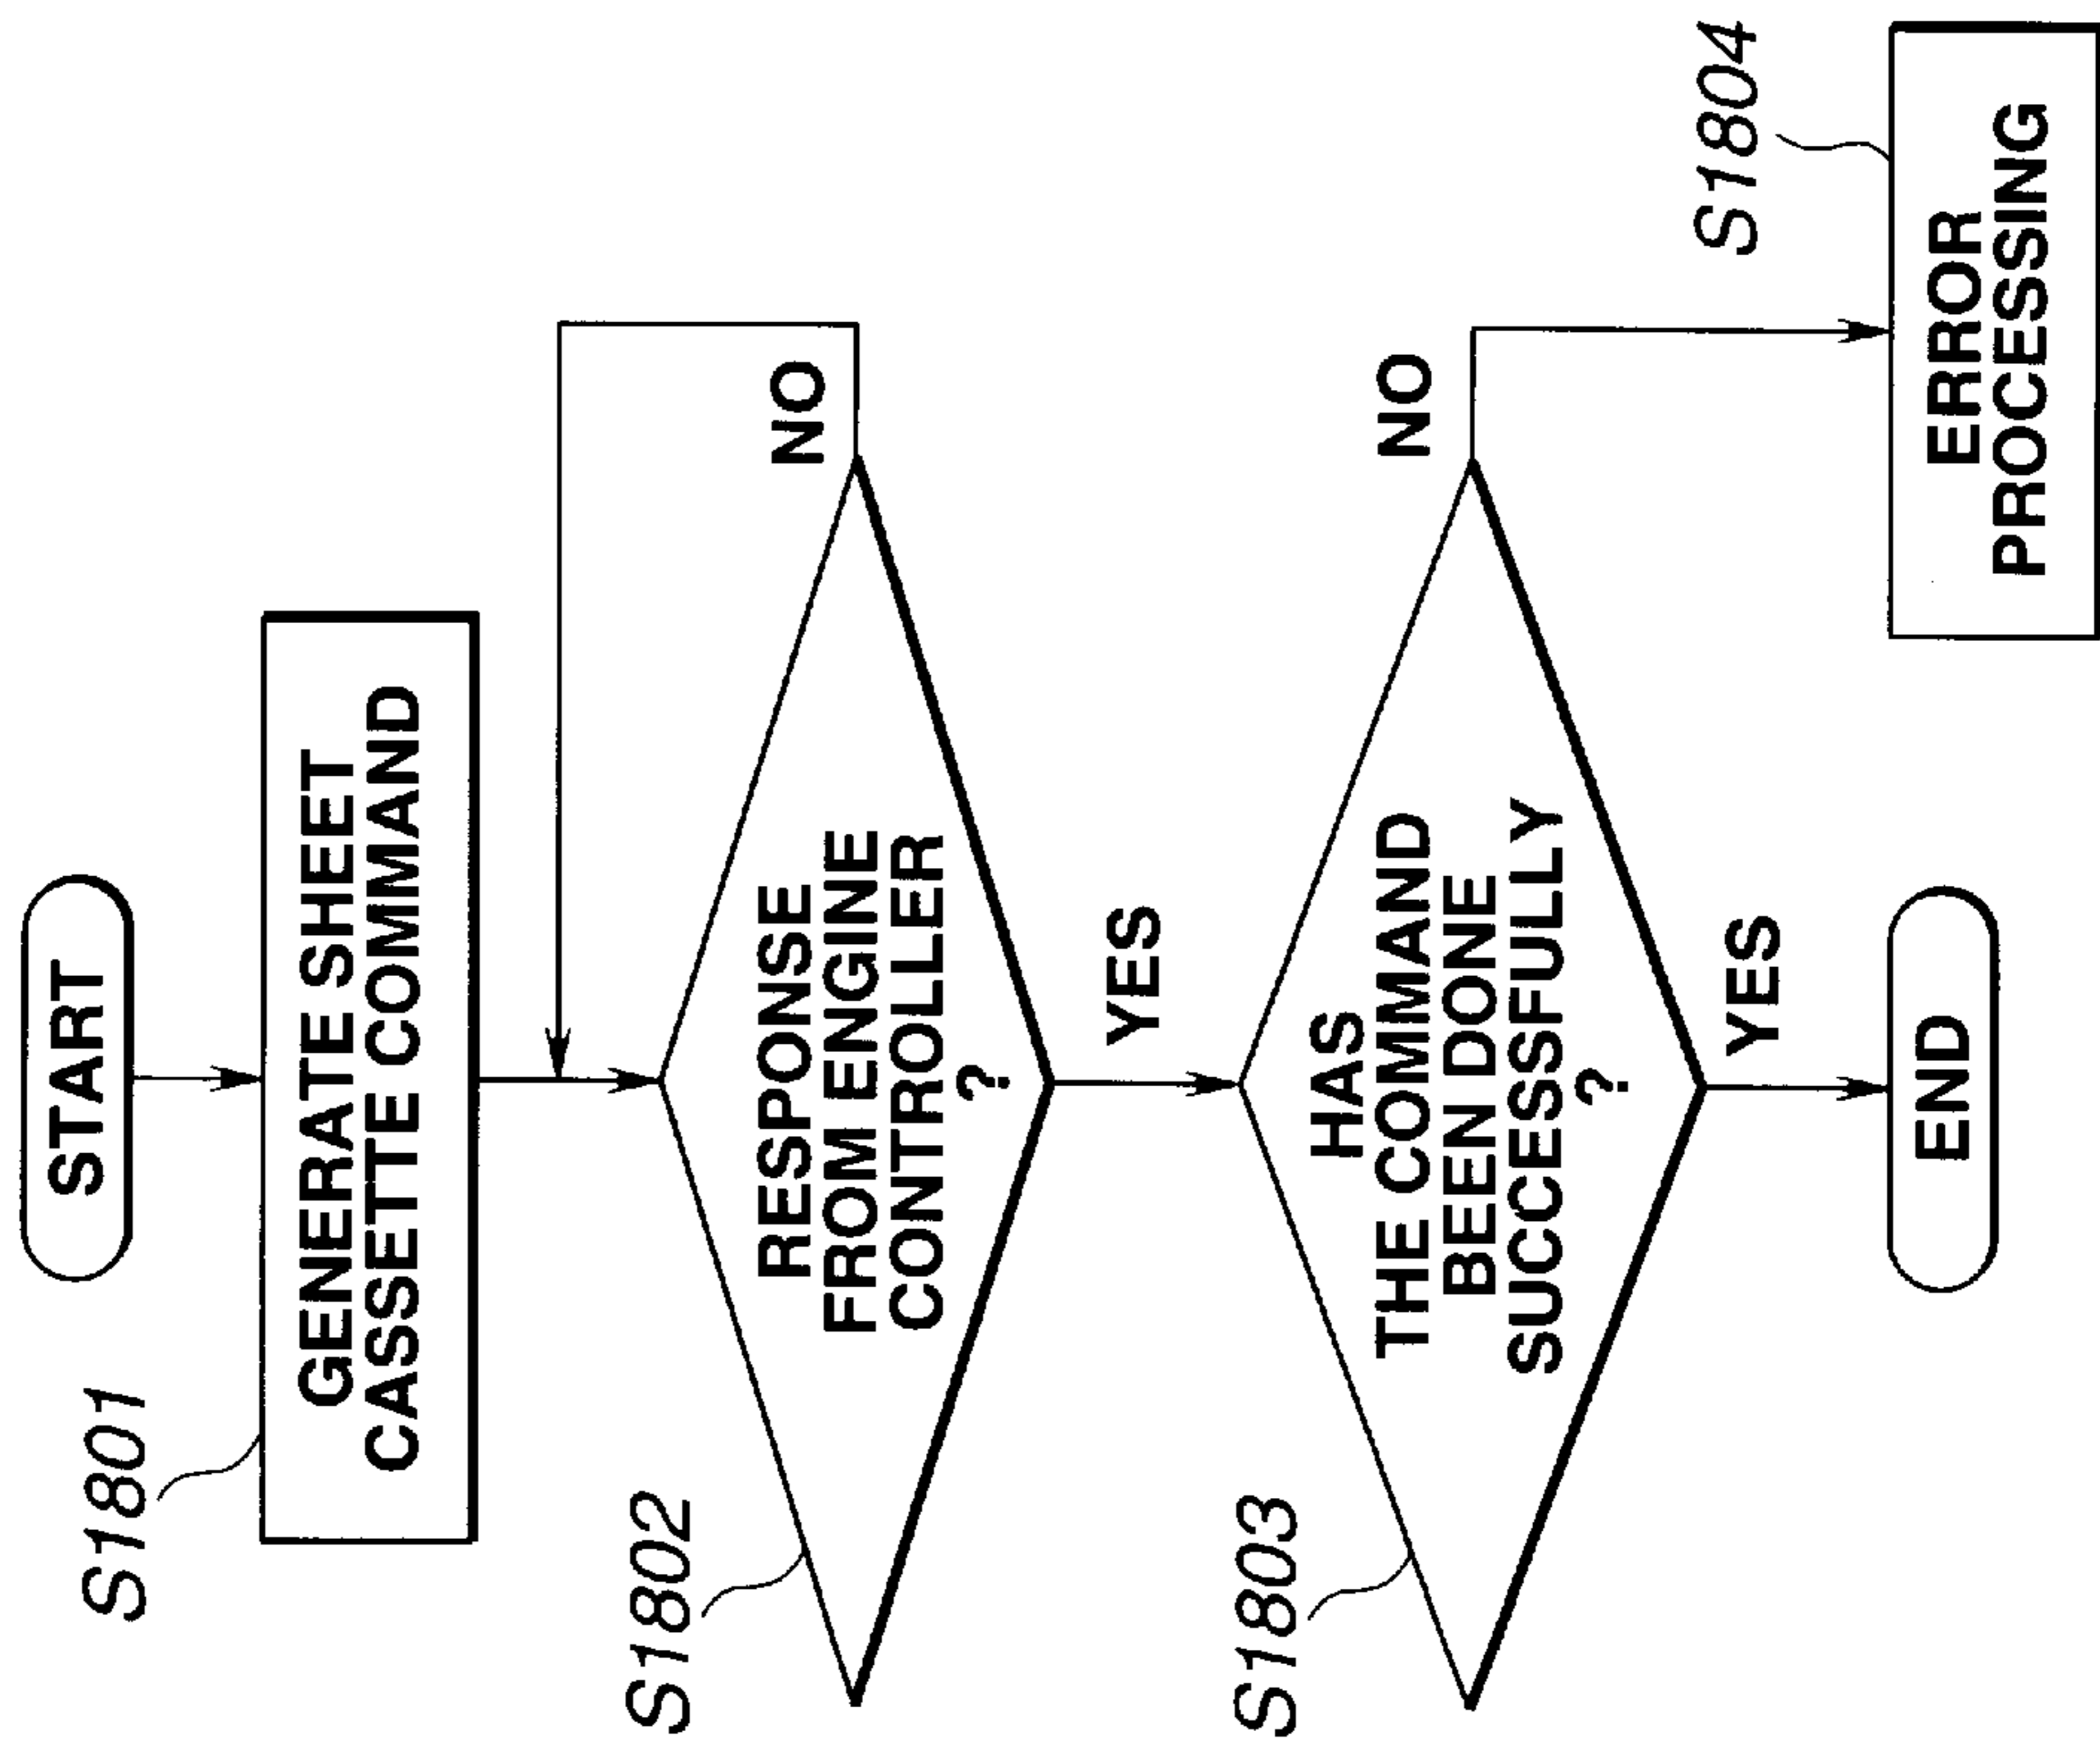 START
S1801
GENERATE SHEET
CASSETTE COMMAND
S1802
RESPONSE
FROM ENGINE
CONTROLLER
?
NO
YES
S1803
HAS
THE COMMAND
BEEN DONE
SUCCESSFULLY
?
NO
YES
S1804
END
ERROR
PROCESSING